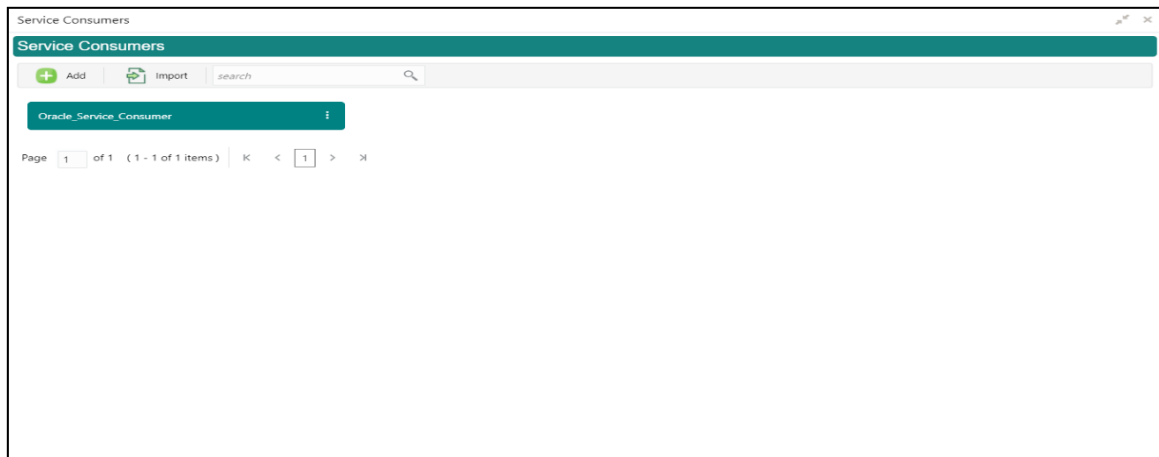 Service Consumers
Service Consumers
Add Import search
Oracle_Service_Consumer
Page 1 of 1 ( 1 - 1 of 1 items ) 1